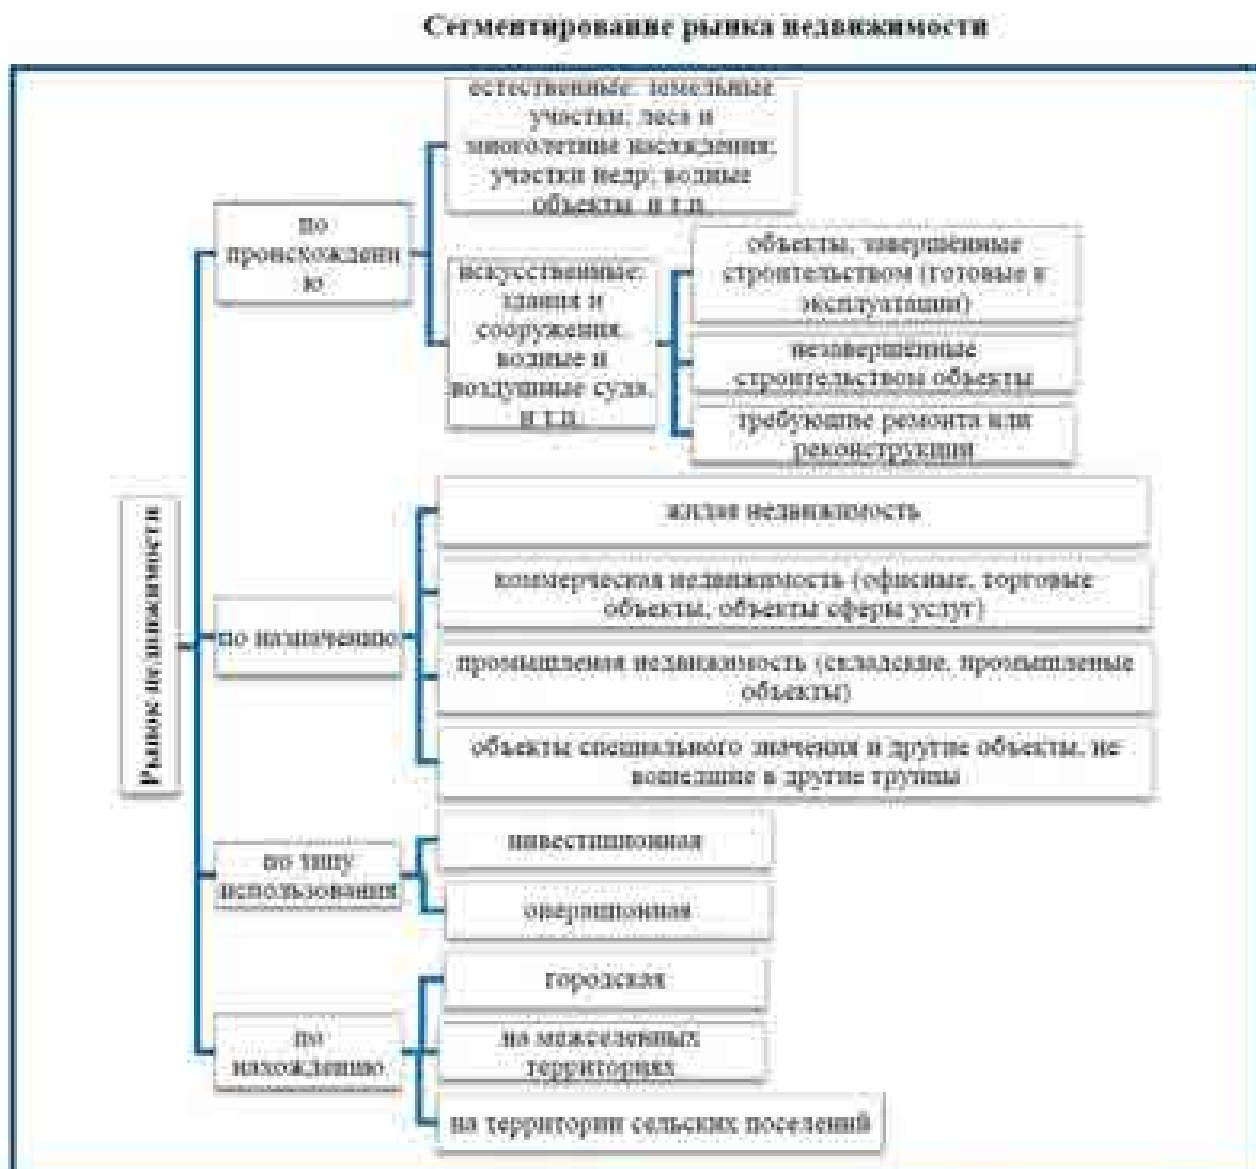 Сегментирование рынка недвижимости
естественные: земельные
участки, леса и
многолетние насаждения,
участки недр, водные
объекты и т.п.
по
происхождени
ю
искусственные:
здания и
сооружения,
водные и
воздушные суда,
и т.п.
объекты, завершённые
строительством (готовые к
эксплуатации)
незавершённые
строительством объекты
требующие ремонта или
реконструкции
Рынок недвижимости
по назначению
жилая недвижимость
коммерческая недвижимость (офисные, торговые
объекты, объекты сферы услуг)
промышленая недвижимость (складские, промышленые
объекты)
объекты специального значения и другие объекты, не
вошедшие в другие группы
по типу
использования
инвестиционная
операционная
по
нахождению
городская
на межселенных
территориях
на территории сельских поселений